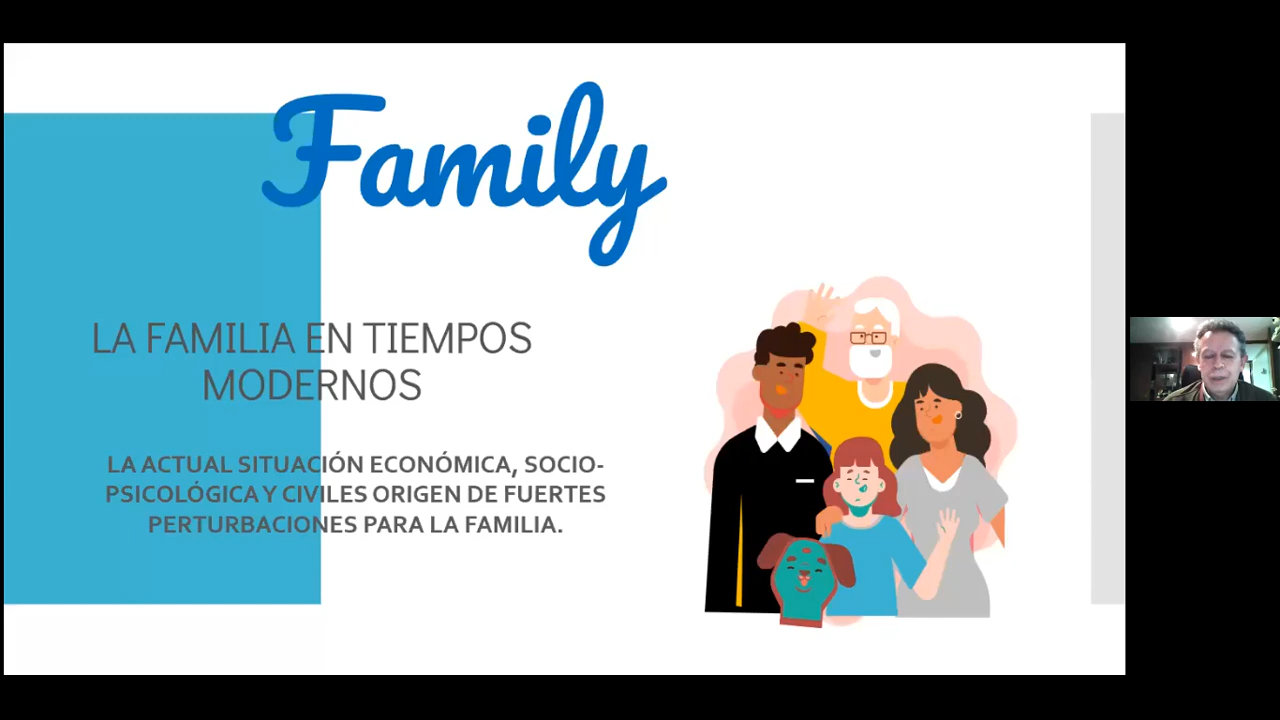 Family
LA FAMILIA EN TIEMPOS
MODERNOS
LA ACTUAL SITUACIÓN ECONÓMICA, SOCIO-
PSICOLÓGICA Y CIVILES ORIGEN DE FUERTES
PERTURBACIONES PARA LA FAMILIA.